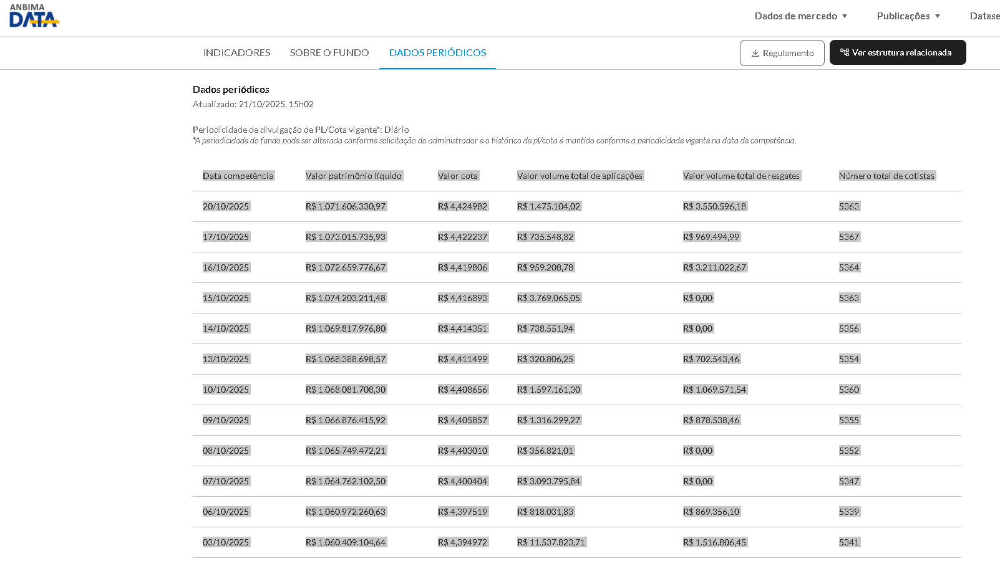 ANBIMA
DATA
Dados de mercado ▼ Publicações ▼ Datase
INDICADORES SOBRE O FUNDO DADOS PERIÓDICOS Regulamento Ver estrutura relacionada
Dados periódicos
Atualizado: 21/10/2025, 15h02
Periodicidade de divulgação de PL/Cota vigente*: Diário
*A periodicidade do fundo pode ser alterada conforme solicitação do administrador e o histórico de pl/cota é mantido conforme a periodicidade vigente na data de competência.
Data competência Valor patrimônio líquido Valor cota Valor volume total de aplicações Valor volume total de resgates Número total de cotistas
20/10/2025 R$ 1.071.606.330,97 R$ 4,424982 R$ 1.475.104,02 R$ 3.550.596,18 5363
17/10/2025 R$ 1.073.015.735,93 R$ 4,422237 R$ 735.548,82 R$ 969.494,99 5367
16/10/2025 R$ 1.072.659.776,67 R$ 4,419806 R$ 959.208,78 R$ 3.211.022,67 5364
15/10/2025 R$ 1.074.203.211,48 R$ 4,416893 R$ 3.769.065,05 R$ 0,00 5363
14/10/2025 R$ 1.069.817.976,80 R$ 4,414351 R$ 738.551,94 R$ 0,00 5356
13/10/2025 R$ 1.068.388.698,57 R$ 4,411499 R$ 320.806,25 R$ 702.543,46 5354
10/10/2025 R$ 1.068.081.708,30 R$ 4,408656 R$ 1.597.161,30 R$ 1.069.571,54 5360
09/10/2025 R$ 1.066.876.415,92 R$ 4,405857 R$ 1.316.299,27 R$ 878.538,46 5355
08/10/2025 R$ 1.065.749.472,21 R$ 4,403010 R$ 356.821,01 R$ 0,00 5352
07/10/2025 R$ 1.064.762.102,50 R$ 4,400404 R$ 3.093.795,84 R$ 0,00 5347
06/10/2025 R$ 1.060.972.260,63 R$ 4,397519 R$ 818.031,83 R$ 869.356,10 5339
03/10/2025 R$ 1.060.409.104,64 R$ 4,394972 R$ 11.537.823,71 R$ 1.516.806,45 5341